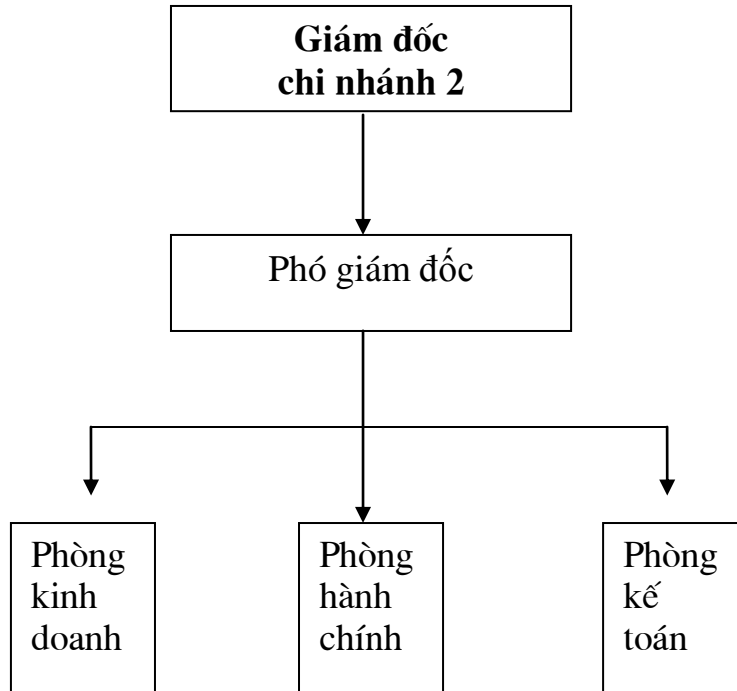 Giám đốc
chi nhánh 2
Phó giám đốc
Phòng
kinh
doanh
Phòng
hành
chính
Phòng
kế
toán